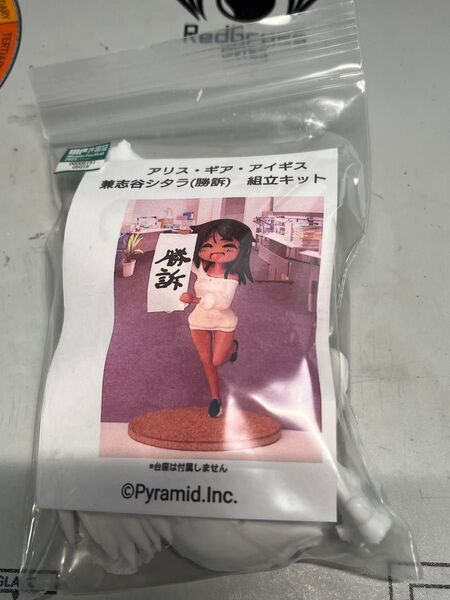 RedGrass
アリス・ギア・アイギス
兼志谷シタラ(勝訴) 組立キット
勝訴
※台座は付属しません
©Pyramid.Inc.